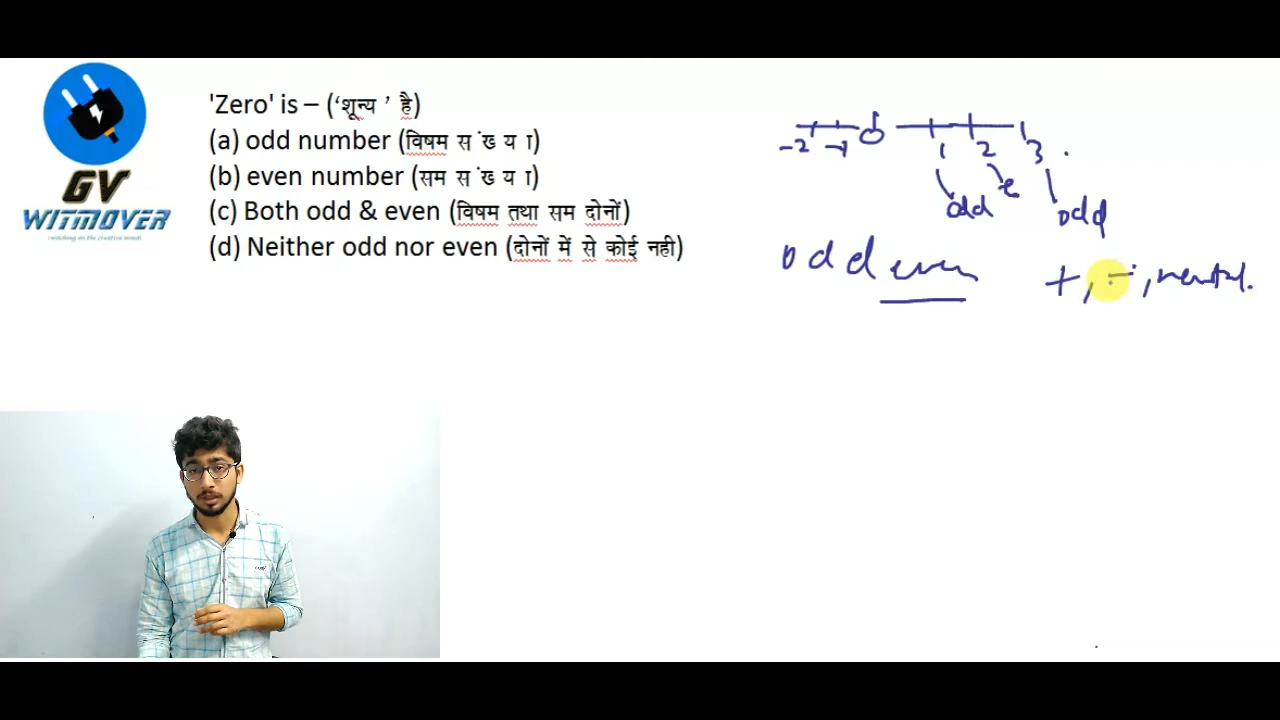 'Zero' is – ('शून्य ' है)
(a) odd number (विषम स ंख्य ा)
(b) even number (सम स ंख्य ा)
(c) Both odd & even (विषम तथा सम दोनों)
(d) Neither odd nor even (दोनों में से कोई नही)
GV
WITMOVER
-2 -1 0 1 2 3
odd e odd
odd even
+, -, neutral.